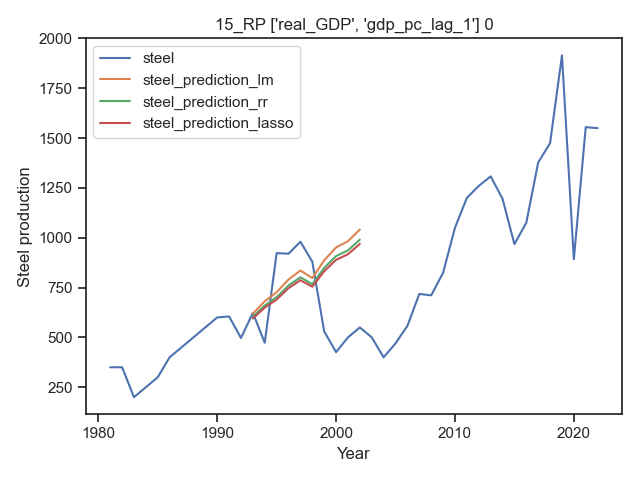 15_RP ['real_GDP', 'gdp_pc_lag_1'] 0
2000
1750
1500
1250
1000
750
500
250
Steel production
steel
steel_prediction_lm
steel_prediction_rr
steel_prediction_lasso
1980
1990
2000
2010
2020
Year